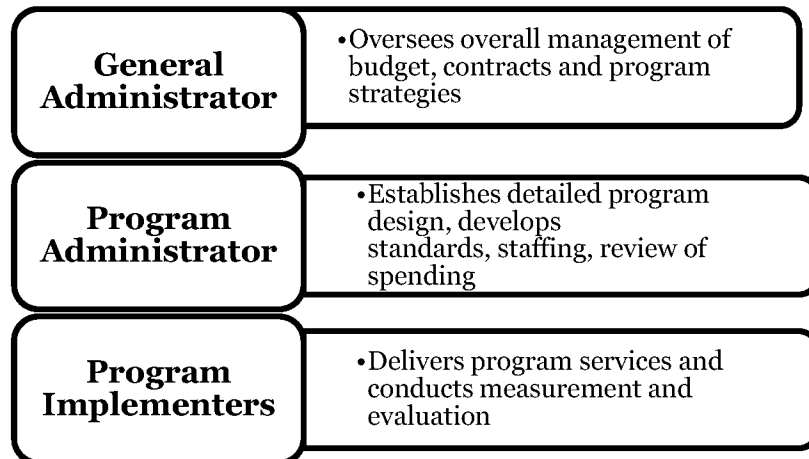 General
Administrator
•Oversees overall management of
budget, contracts and program
strategies
Program
Administrator
•Establishes detailed program
design, develops
standards, staffing, review of
spending
Program
Implementers
•Delivers program services and
conducts measurement and
evaluation